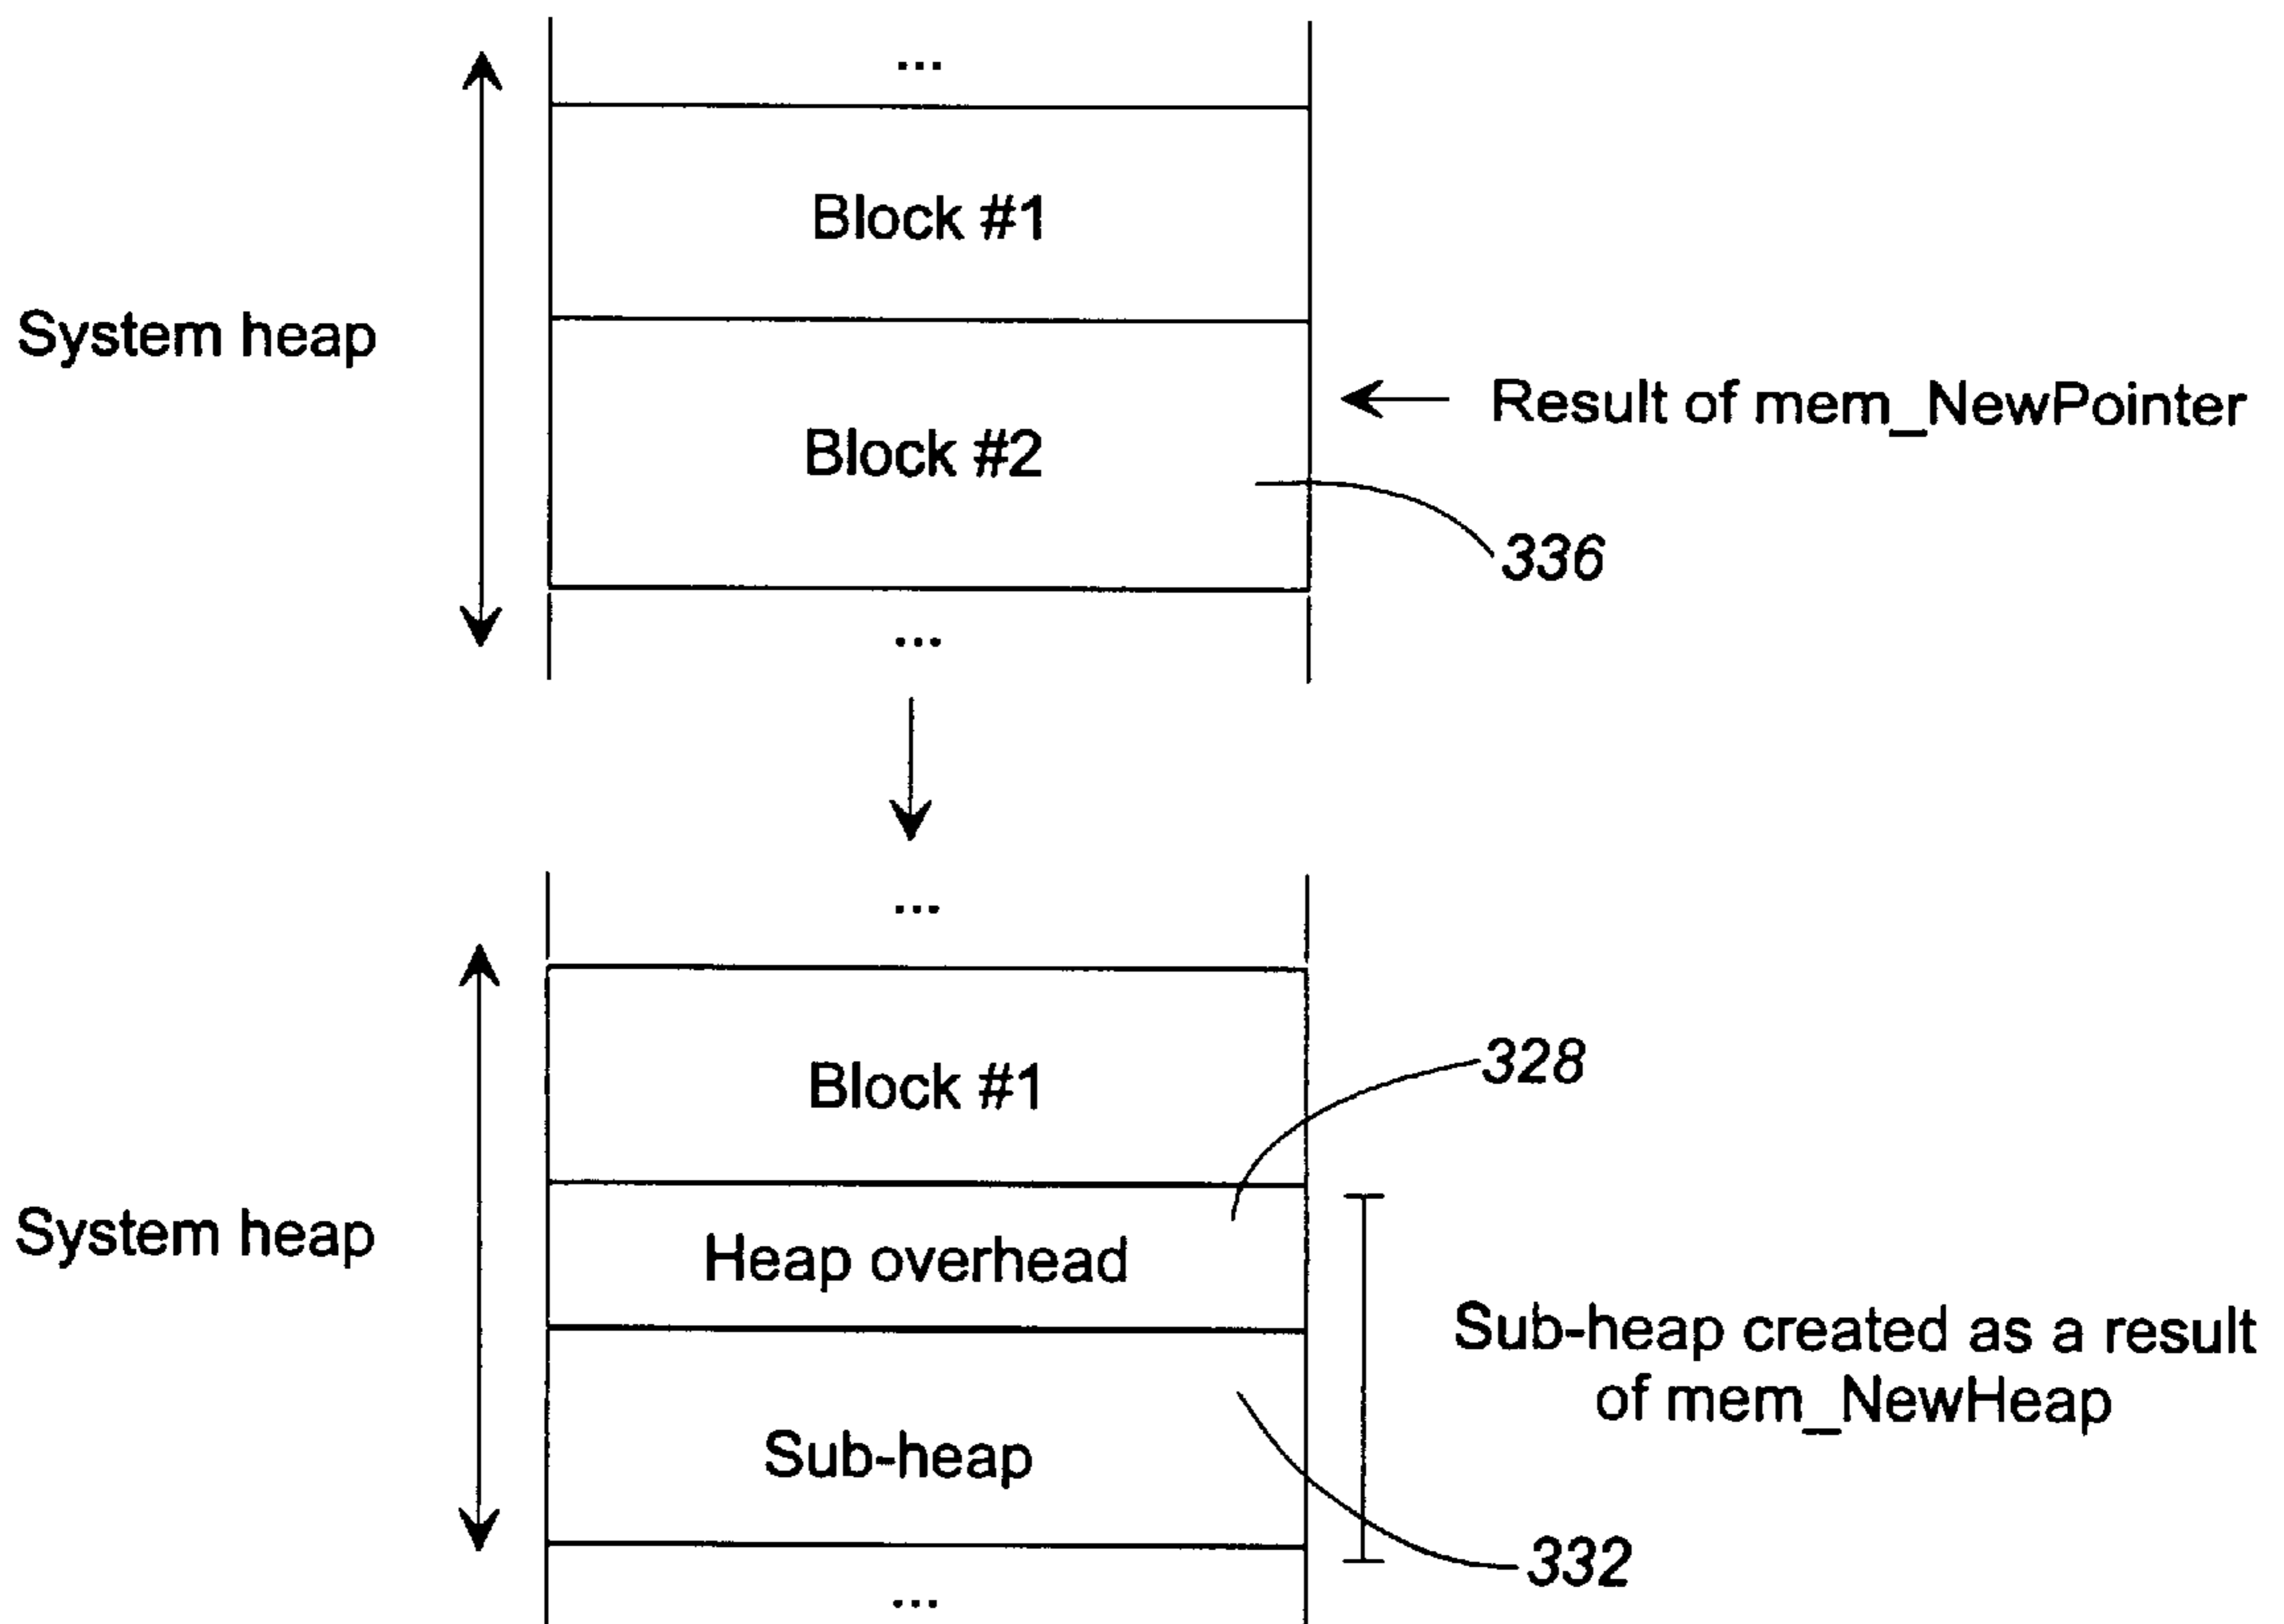 ...
Block #1
System heap
Result of mem_NewPointer
Block #2
336
...
...
328
Block #1
System heap
Heap overhead
Sub-heap created as a result
of mem_NewHeap
Sub-heap
332
...